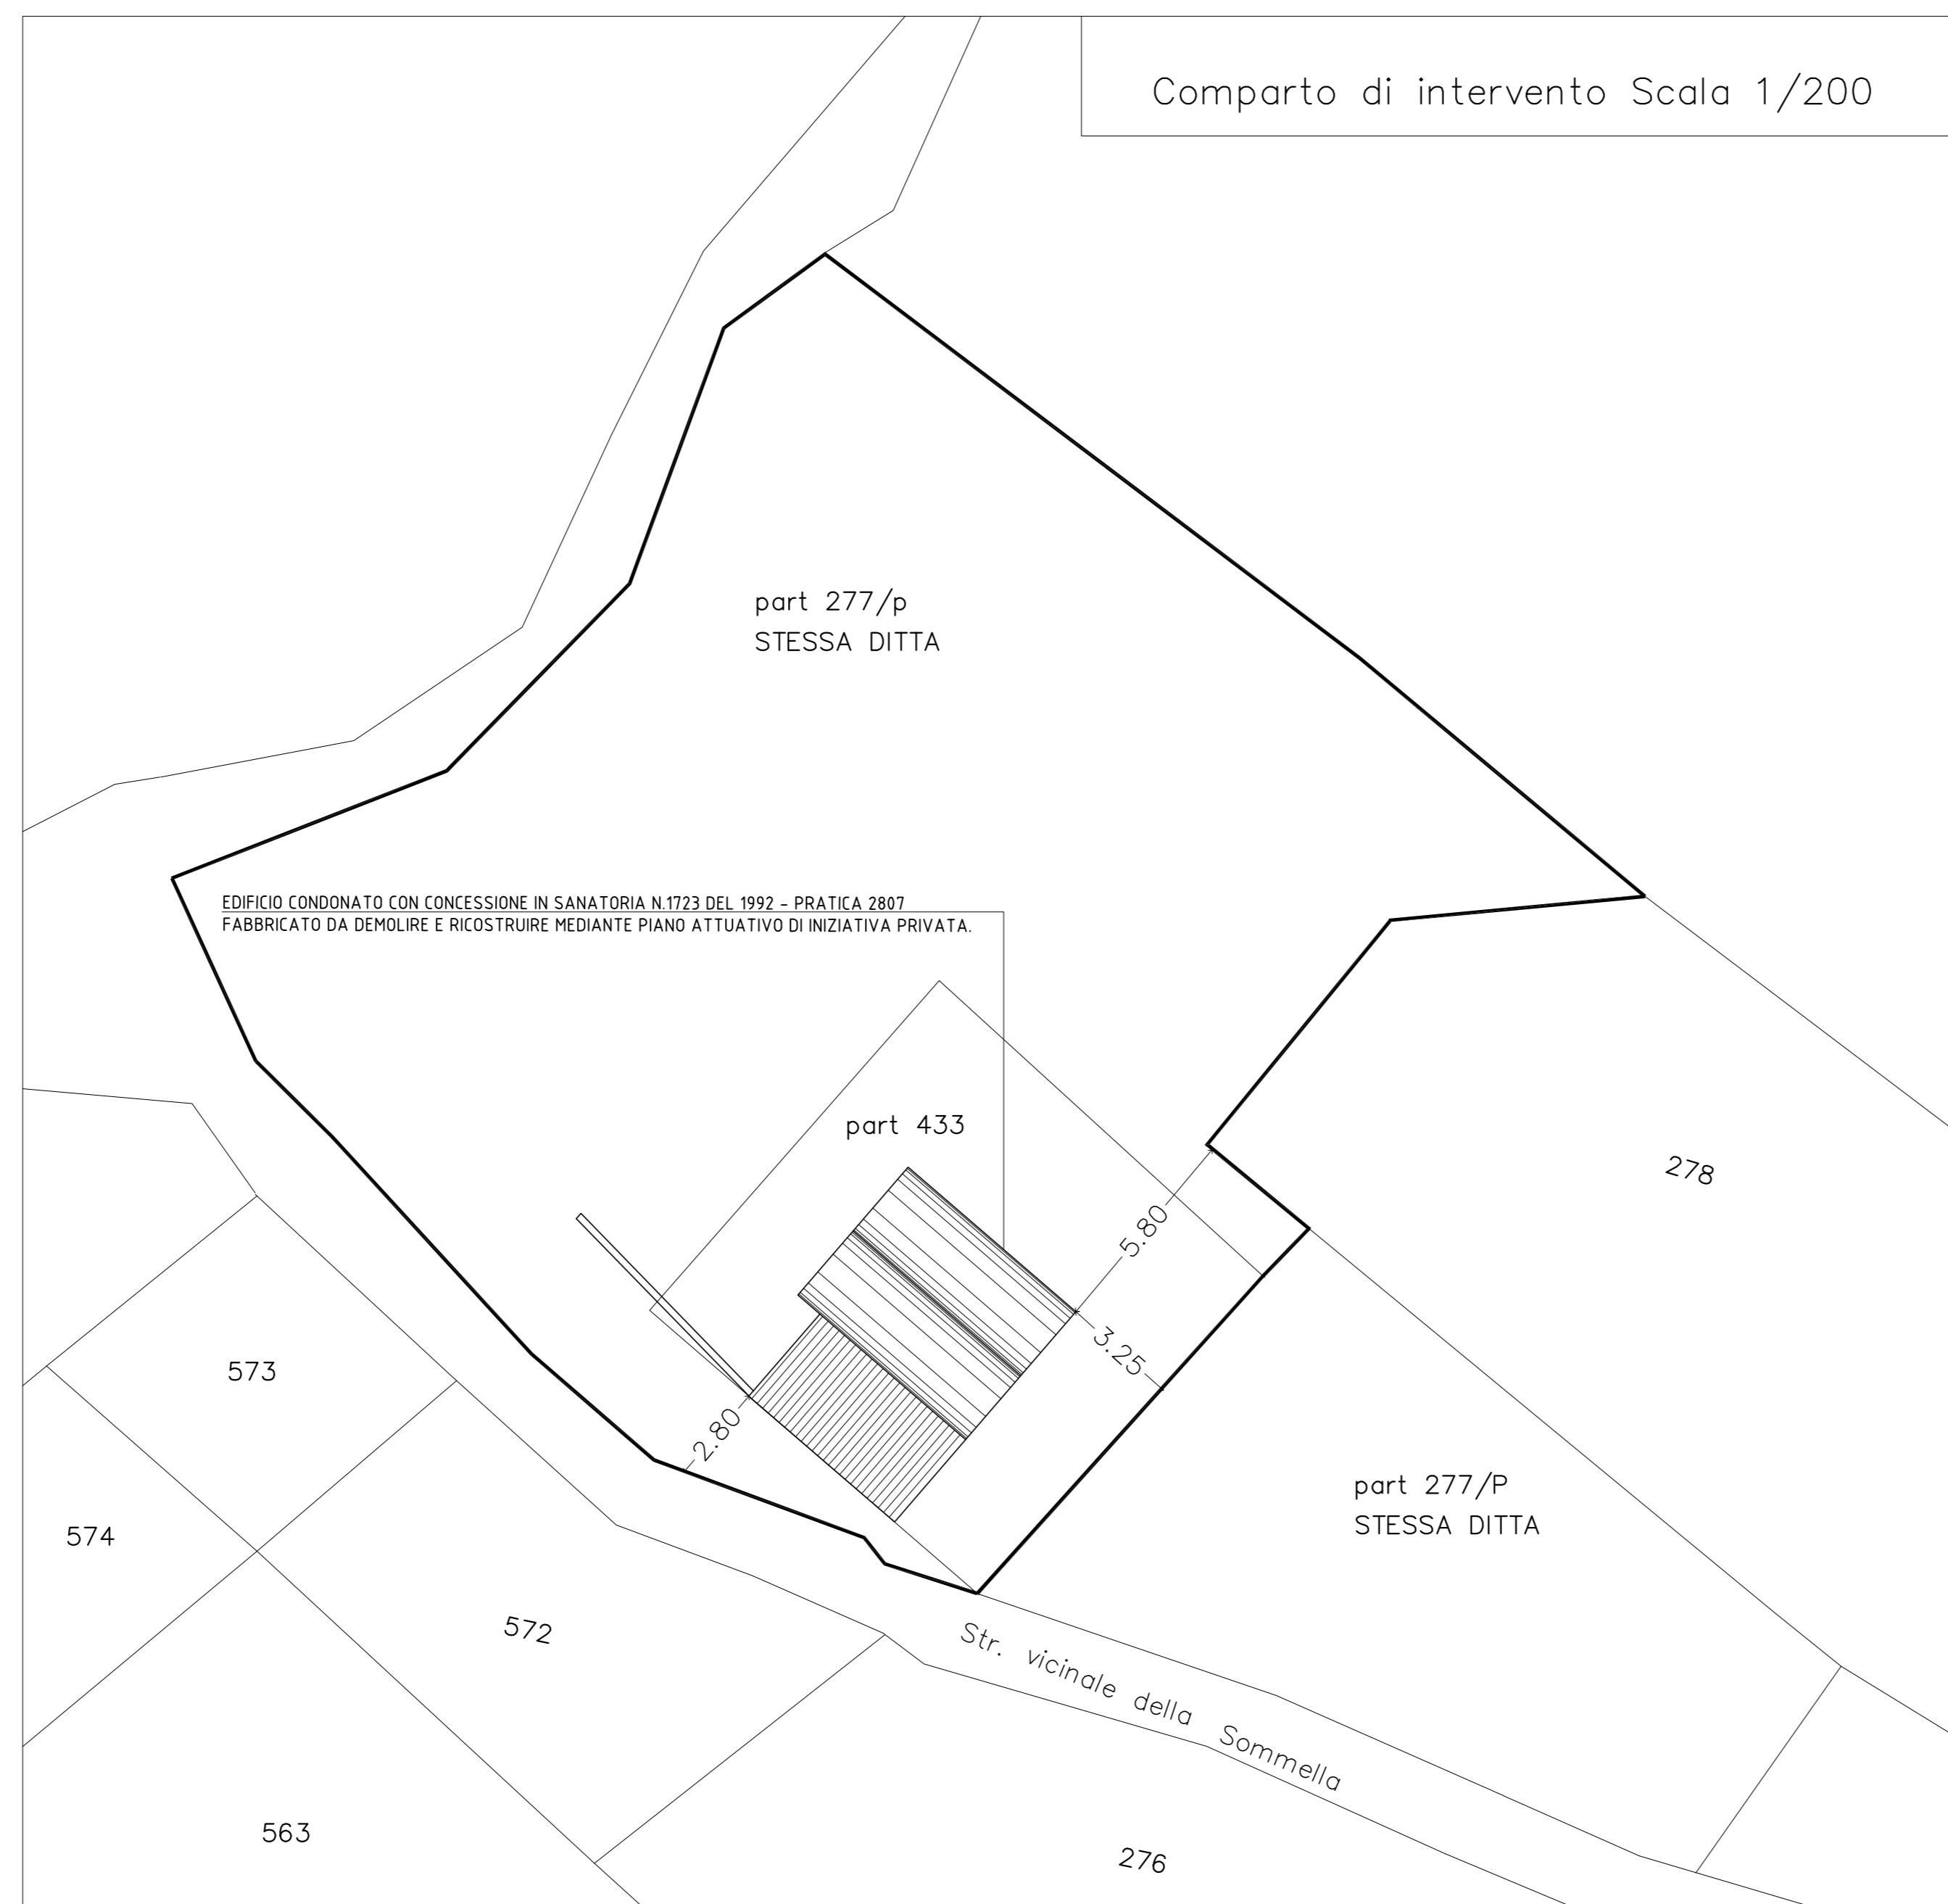 Comparto di intervento Scala 1/200
part 277/p
STESSA DITTA
EDIFICIO CONDONATO CON CONCESSIONE IN SANATORIA N.1723 DEL 1992 - PRATICA 2807
FABBRICATO DA DEMOLIRE E RICOSTRUIRE MEDIANTE PIANO ATTUATIVO DI INIZIATIVA PRIVATA.
part 433
278
5.80
3.25
573
2.80
part 277/P
STESSA DITTA
574
572
Str. vicinale della Sommella
563
276